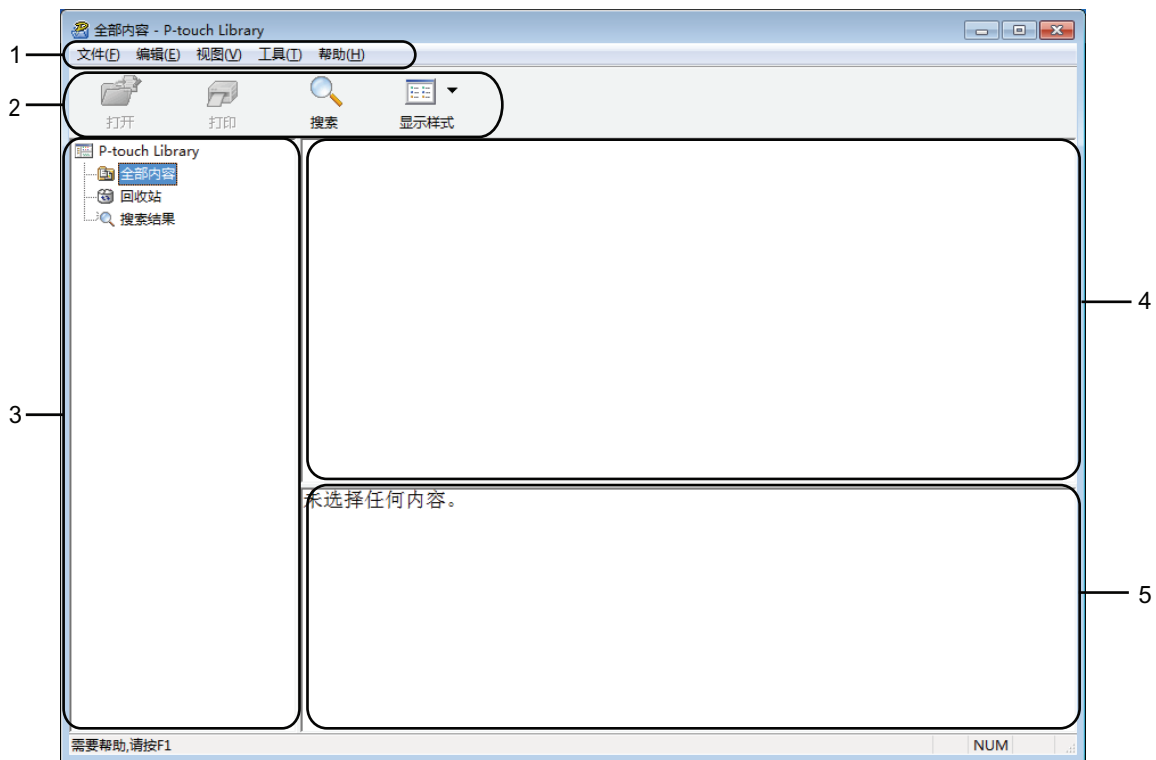 全部内容 - P-touch Library
1
文件(F) 编辑(E) 视图(V) 工具(T) 帮助(H)
2
打开 打印 搜索 显示样式
P-touch Library
全部内容
回收站
搜索结果
4
3
未选择任何内容。
5
需要帮助,请按F1 NUM